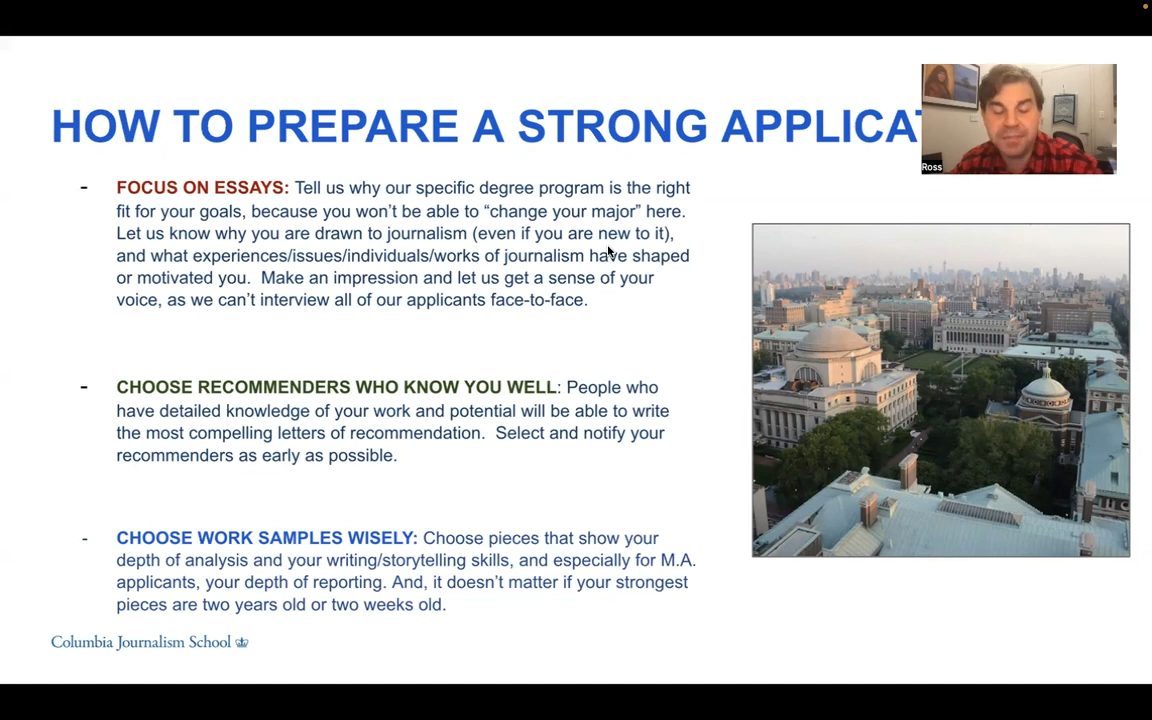 HOW TO PREPARE A STRONG APPLICA
Ross
- FOCUS ON ESSAYS: Tell us why our specific degree program is the right
fit for your goals, because you won’t be able to “change your major” here.
Let us know why you are drawn to journalism (even if you are new to it),
and what experiences/issues/individuals/works of journalism have shaped
or motivated you.  Make an impression and let us get a sense of your
voice, as we can’t interview all of our applicants face-to-face.
- CHOOSE RECOMMENDERS WHO KNOW YOU WELL: People who
have detailed knowledge of your work and potential will be able to write
the most compelling letters of recommendation.  Select and notify your
recommenders as early as possible.
- CHOOSE WORK SAMPLES WISELY: Choose pieces that show your
depth of analysis and your writing/storytelling skills, and especially for M.A.
applicants, your depth of reporting. And, it doesn’t matter if your strongest
pieces are two years old or two weeks old.
Columbia Journalism School